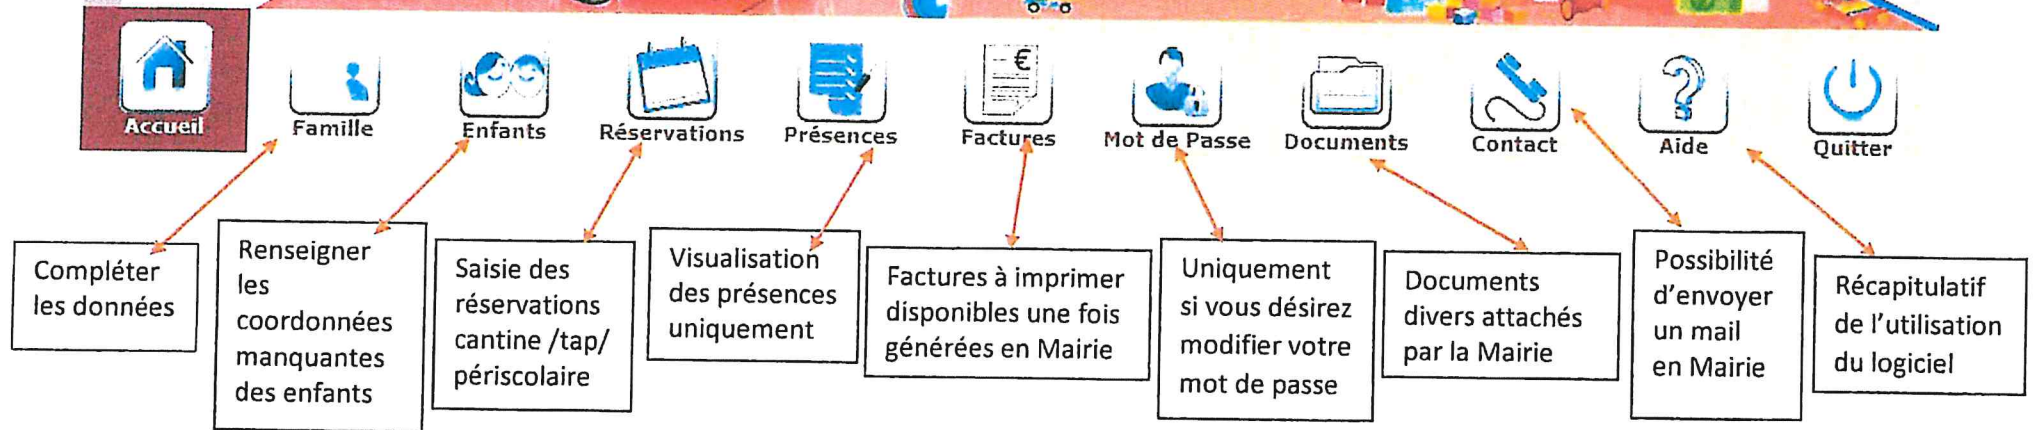 Accueil
Famille
Enfants
Réservations
Présences
Factures
Mot de Passe
Documents
Contact
Aide
Quitter
Compléter
les données
Renseigner
les
coordonnées
manquantes
des enfants
Saisie des
réservations
cantine /tap/
périscolaire
Visualisation
des présences
uniquement
Factures à imprimer
disponibles une fois
générées en Mairie
Uniquement
si vous désirez
modifier votre
mot de passe
Documents
divers attachés
par la Mairie
Possibilité
d'envoyer
un mail
en Mairie
Récapitulatif
de l'utilisation
du logiciel